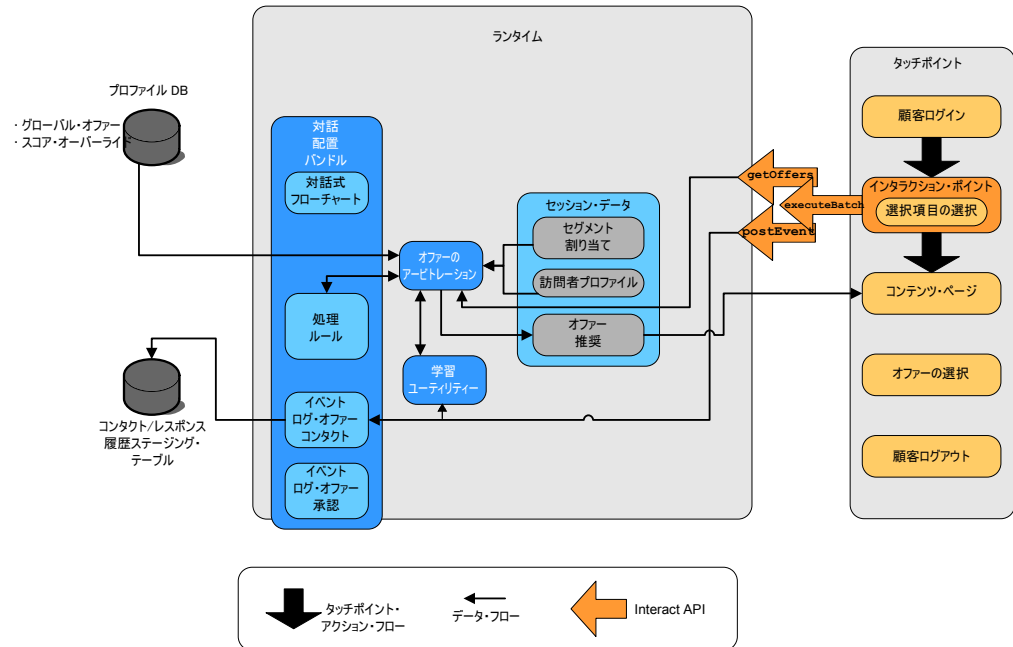 ランタイム
タッチポイント
プロファイル DB
・グローバル・オファー
・スコア・オーバーライド
対話
配置
バンドル
対話式
フローチャート
処理
ルール
イベント
ログ・オファー
コンタクト
イベント
ログ・オファー
承認
オファーの
アービトレーション
学習
ユーティリティー
セッション・データ
セグメント
割り当て
訪問者プロファイル
オファー
推奨
getOffers
executeBatch
postEvent
顧客ログイン
インタラクション・ポイント
選択項目の選択
コンテンツ・ページ
オファーの選択
顧客ログアウト
コンタクト/レスポンス
履歴ステージング・
テーブル
タッチポイント・
アクション・フロー
データ・フロー
Interact API